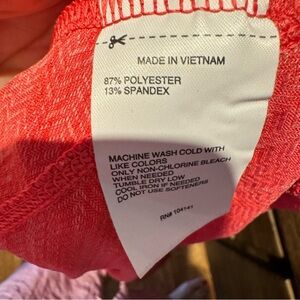 MADE IN VIETNAM
87% POLYESTER
13% SPANDEX
MACHINE WASH COLD WITH
LIKE COLORS
ONLY NON-CHLORINE BLEACH
WHEN NEEDED
TUMBLE DRY LOW
COOL IRON IF NEEDED
DO NOT USE SOFTENERS
RN#